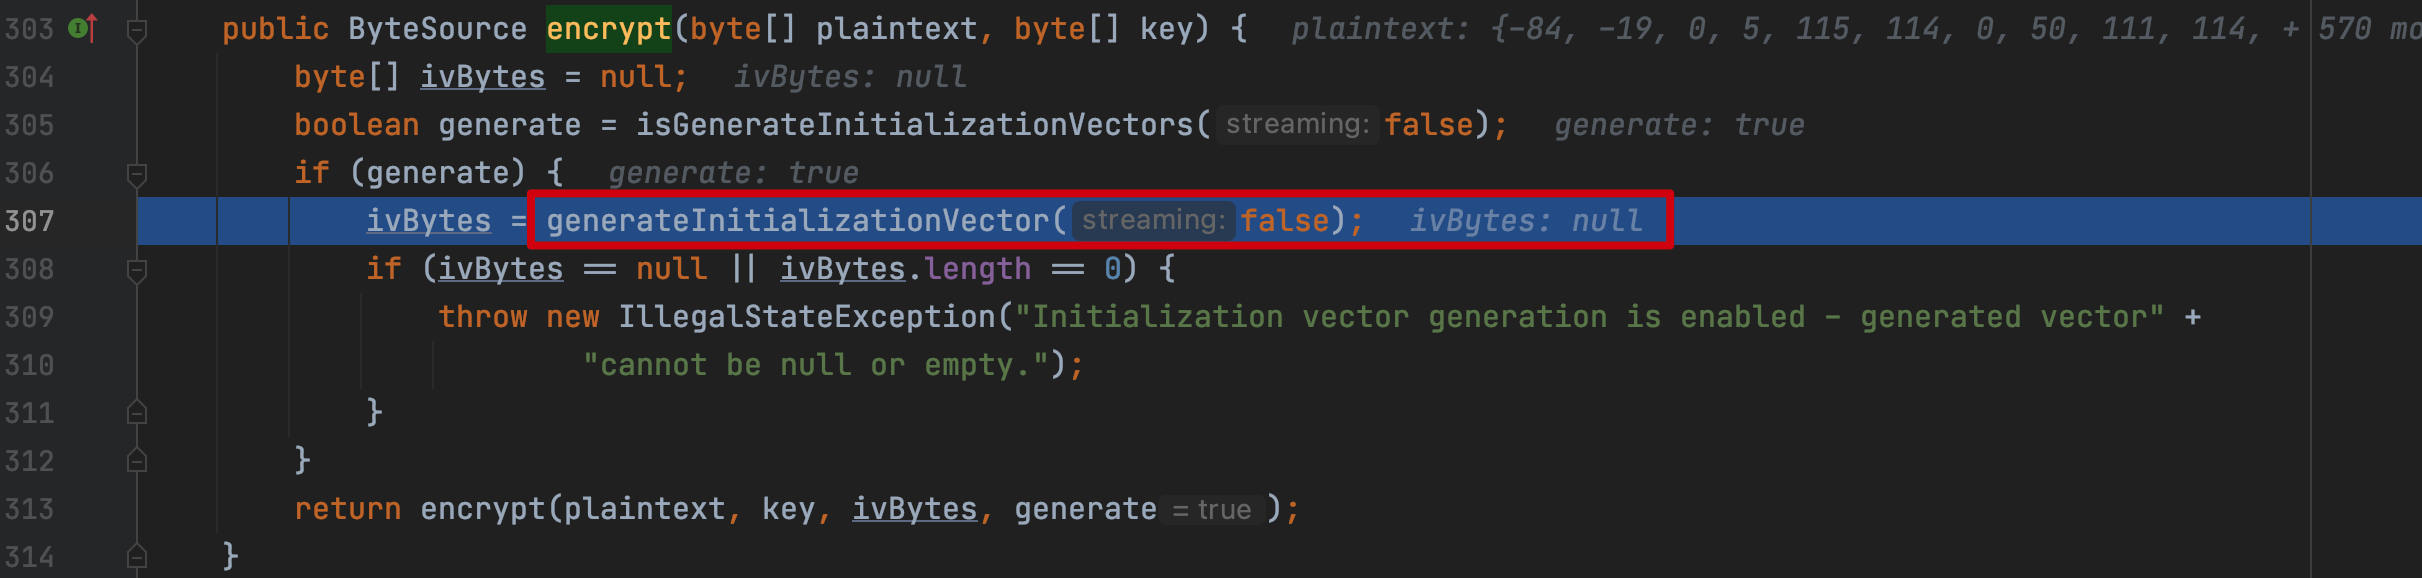 303 public ByteSource encrypt(byte[] plaintext, byte[] key) { plaintext: {-84, -19, 0, 5, 115, 114, 0, 50, 111, 114, + 570 mo
304 byte[] ivBytes = null; ivBytes: null
305 boolean generate = isGenerateInitializationVectors( streaming: false); generate: true
306 if (generate) { generate: true
307 ivBytes = generateInitializationVector( streaming: false); ivBytes: null
308 if (ivBytes == null || ivBytes.length == 0) {
309 throw new IllegalStateException("Initialization vector generation is enabled - generated vector" +
310 "cannot be null or empty.");
311 }
312 }
313 return encrypt(plaintext, key, ivBytes, generate = true );
314 }